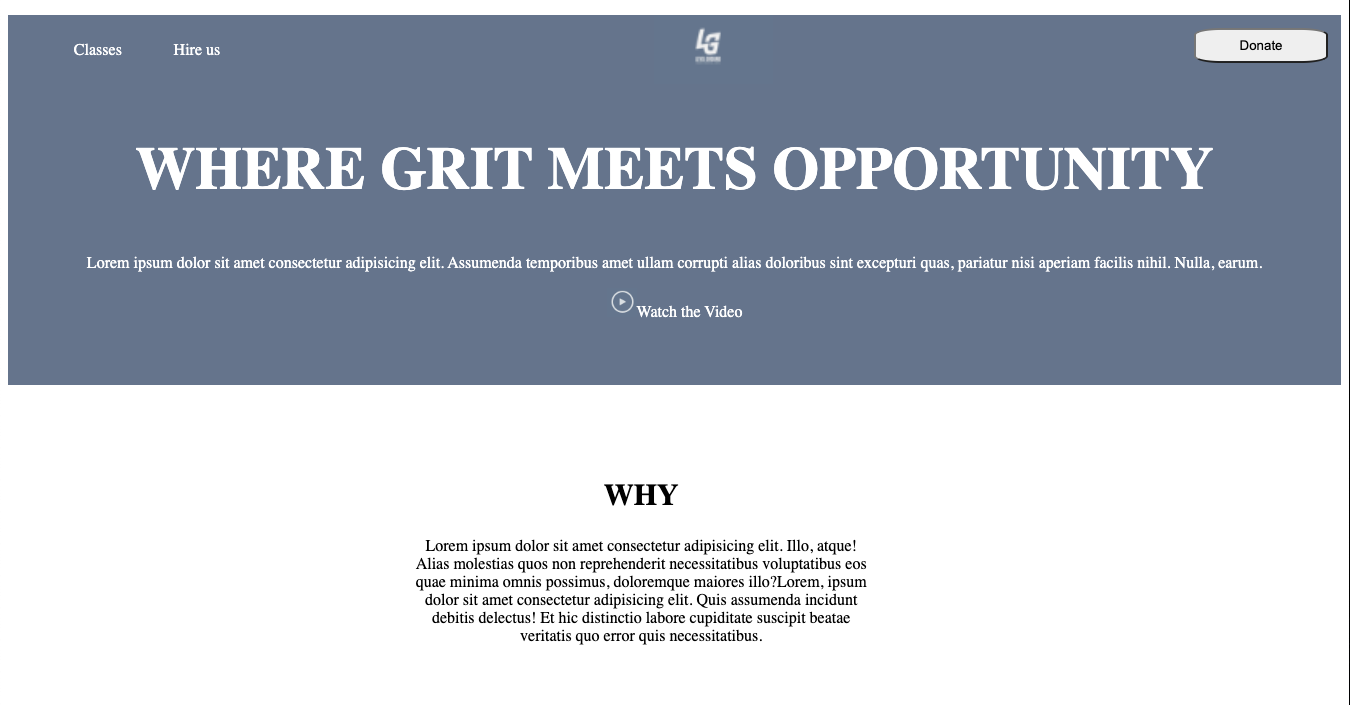 Classes Hire us LG Donate
WHERE GRIT MEETS OPPORTUNITY
Lorem ipsum dolor sit amet consectetur adipisicing elit. Assumenda temporibus amet ullam corrupti alias doloribus sint excepturi quas, pariatur nisi aperiam facilis nihil. Nulla, earum.
Watch the Video
WHY
Lorem ipsum dolor sit amet consectetur adipisicing elit. Illo, atque!
Alias molestias quos non reprehenderit necessitatibus voluptatibus eos
quae minima omnis possimus, doloremque maiores illo?Lorem, ipsum
dolor sit amet consectetur adipisicing elit. Quis assumenda incidunt
debitis delectus! Et hic distinctio labore cupiditate suscipit beatae
veritatis quo error quis necessitatibus.